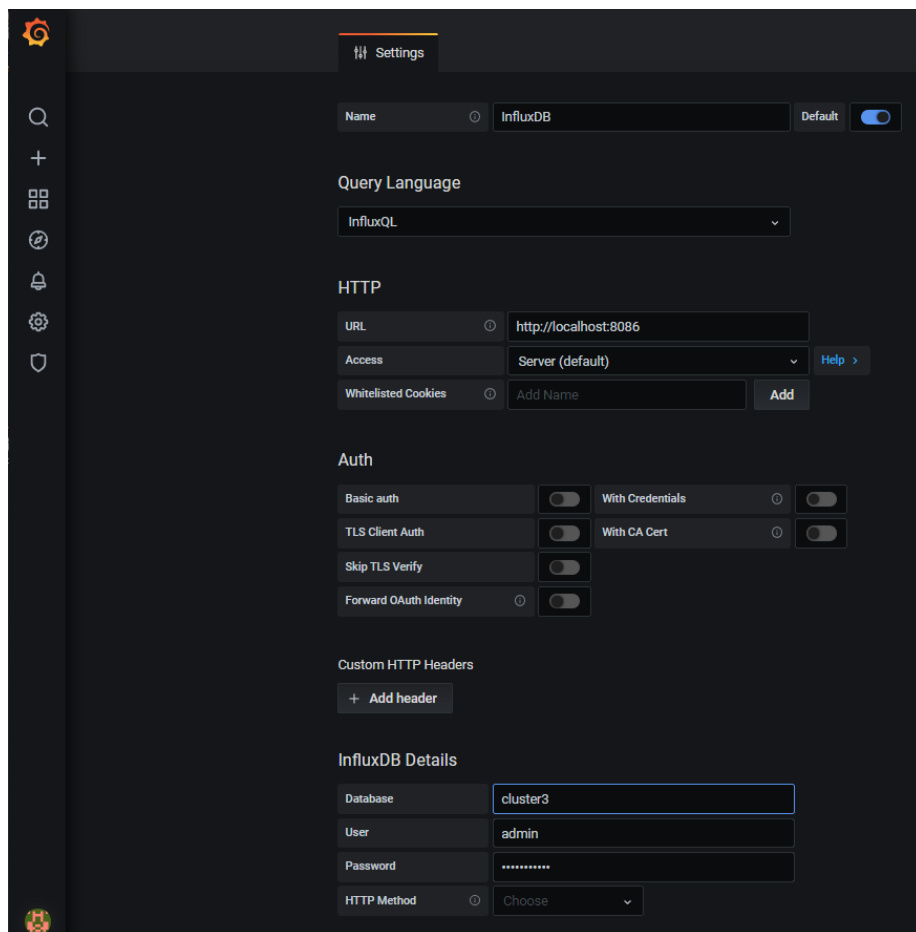 Settings
Name InfluxDB Default
Query Language
InfluxQL
HTTP
URL http://localhost:8086
Access Server (default) Help >
Whitelisted Cookies Add Name Add
Auth
Basic auth With Credentials
TLS Client Auth With CA Cert
Skip TLS Verify
Forward OAuth Identity
Custom HTTP Headers
+ Add header
InfluxDB Details
Database cluster3
User admin
Password •••••••••••
HTTP Method Choose